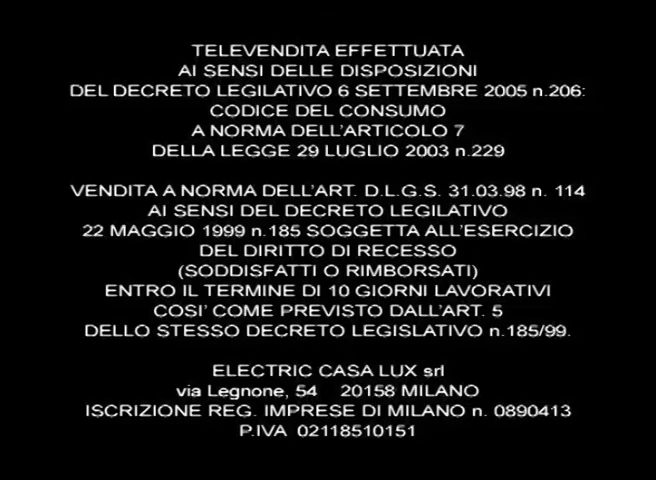 TELEVENDITA EFFETTUATA
AI SENSI DELLE DISPOSIZIONI
DEL DECRETO LEGISLATIVO 6 SETTEMBRE 2005 n.206:
CODICE DEL CONSUMO
A NORMA DELL'ARTICOLO 7
DELLA LEGGE 29 LUGLIO 2003 n.229
VENDITA A NORMA DELL'ART. D.L.G.S. 31.03.98 n. 114
AI SENSI DEL DECRETO LEGISLATIVO
22 MAGGIO 1999 n.185 SOGGETTA ALL'ESERCIZIO
DEL DIRITTO DI RECESSO
(SODDISFATTI O RIMBORSATI)
ENTRO IL TERMINE DI 10 GIORNI LAVORATIVI
COSI' COME PREVISTO DALL'ART. 5
DELLO STESSO DECRETO LEGISLATIVO n.185/99.
ELECTRIC CASA LUX srl
via Legnone, 54 20158 MILANO
ISCRIZIONE REG. IMPRESE DI MILANO n. 0890413
P.IVA 02118510151